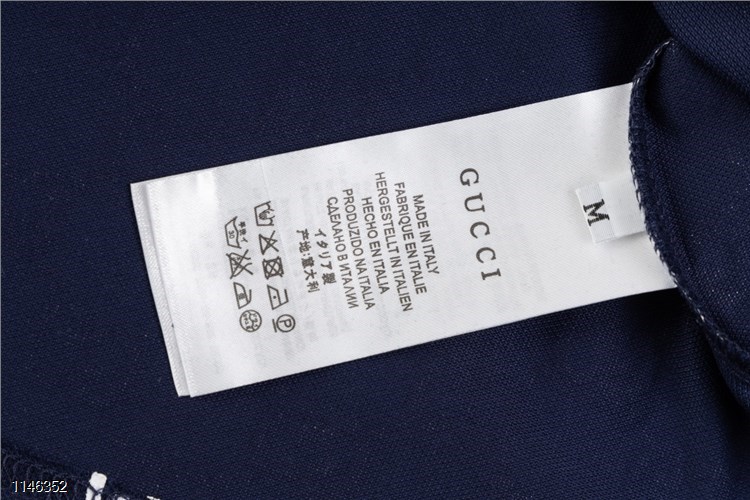 GUCCI
M
MADE IN ITALY
FABRIQUE EN ITALIE
HERGESTELLT IN ITALIEN
HECHO EN ITALIA
PRODUZIDO NA ITALIA
СДЕЛАНО В ИТАЛИИ
イタリア製
产地:意大利
P
1146352